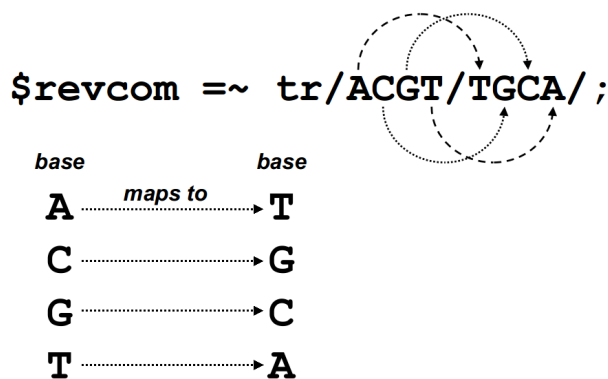 $revcom =~ tr/ACGT/TGCA/;
base base
A maps to T
C G
G C
T A